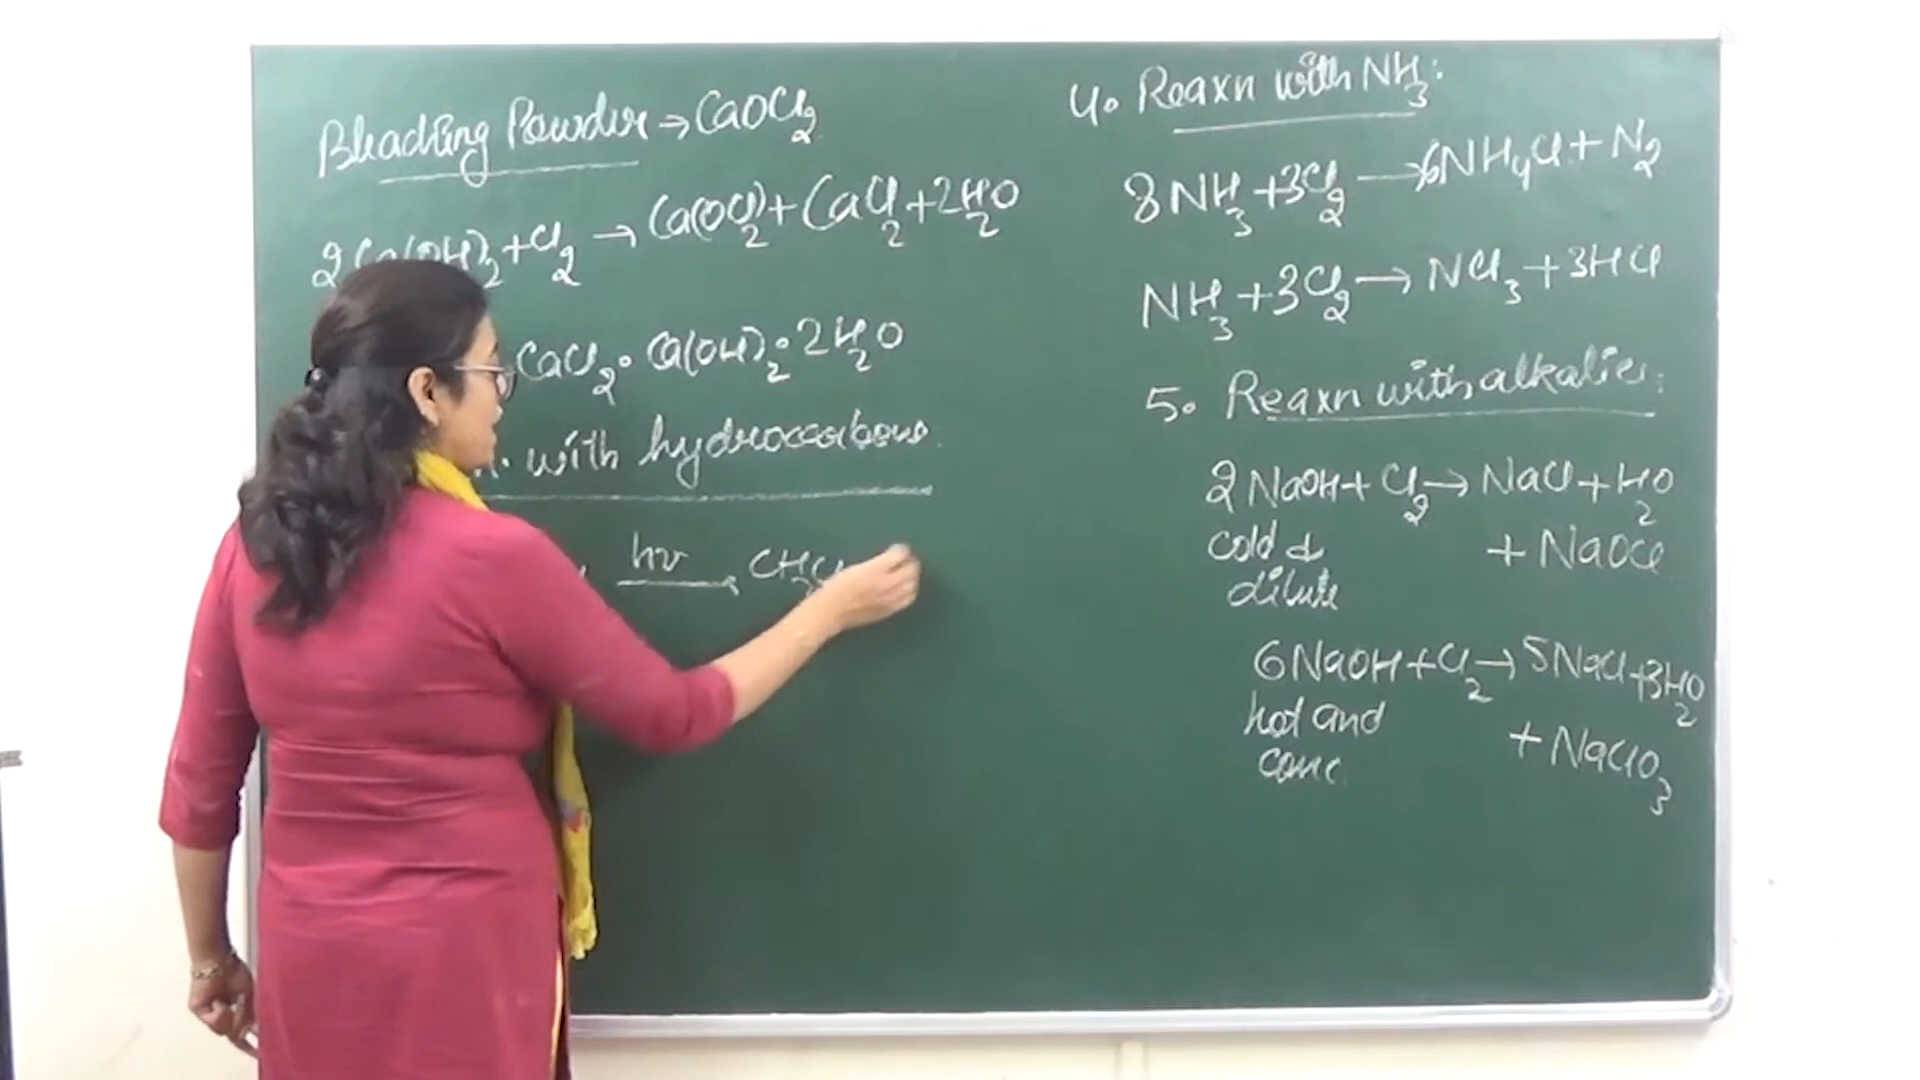 Bleaching Powder → CaOCl2
2Ca(OH)2 + Cl2 → Ca(OCl)2 + CaCl2 + 2H2O
CaCl2 . Ca(OH)2 . 2H2O
with hydrocarbons
hν → CH3Cl
4. Reaxn with NH3:
8NH3 + 3Cl2 → 6NH4Cl + N2
NH3 + 3Cl2 → NCl3 + 3HCl
5. Reaxn with alkalies:
2NaOH + Cl2 → NaCl + H2O
cold & + NaOCl
dilute
6NaOH + Cl2 → 5NaCl + 3H2O
hot and
conc. + NaClO3